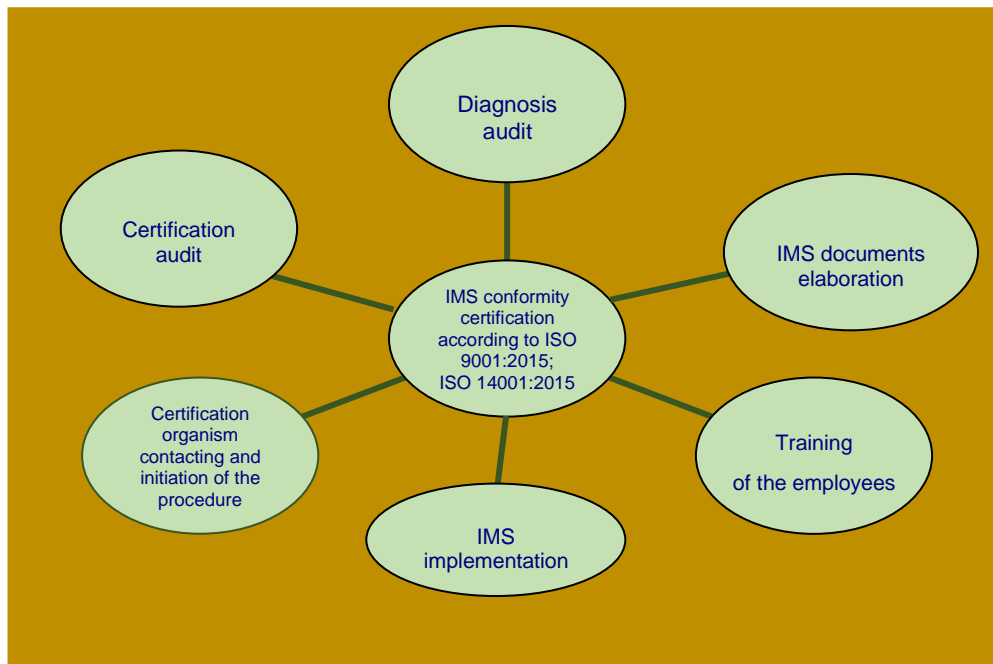 Diagnosis
audit
Certification
audit
IMS documents
elaboration
IMS conformity
certification
according to ISO
9001:2015;
ISO 14001:2015
Certification
organism
contacting and
initiation of the
procedure
Training
of the employees
IMS
implementation